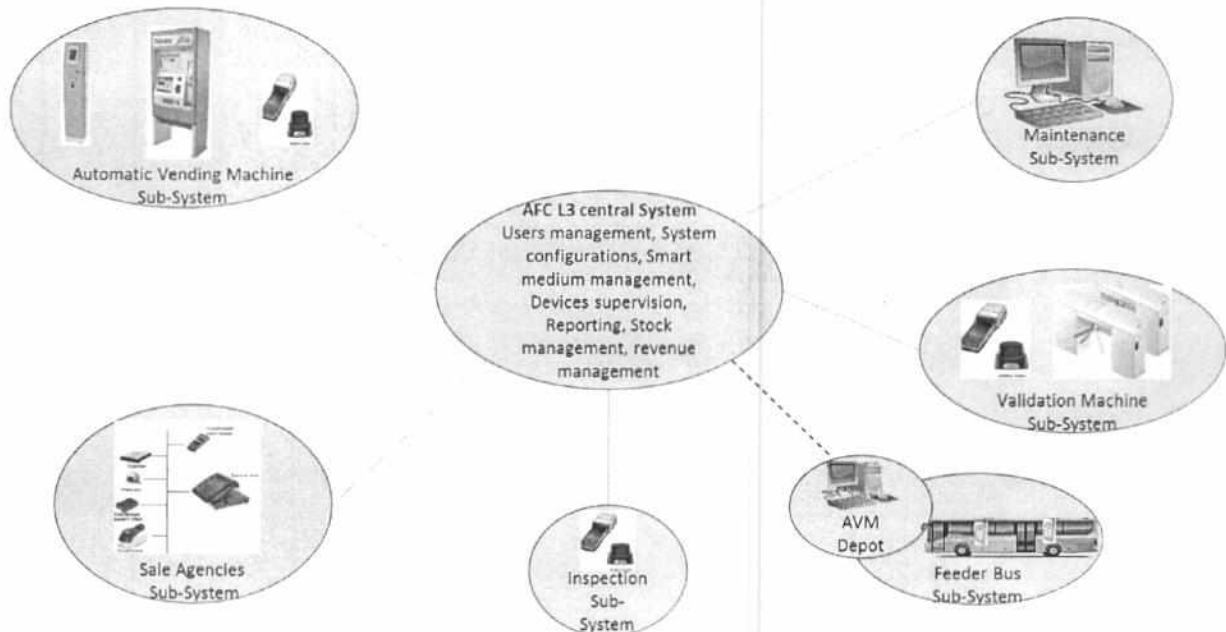 Automatic Vending Machine
Sub-System
Maintenance
Sub-System
AFC L3 central System
Users management, System
configurations, Smart
medium management,
Devices supervision,
Reporting, Stock
management, revenue
management
Validation Machine
Sub-System
Sale Agencies
Sub-System
Inspection
Sub-
System
AVM
Depot
Feeder Bus
Sub-System